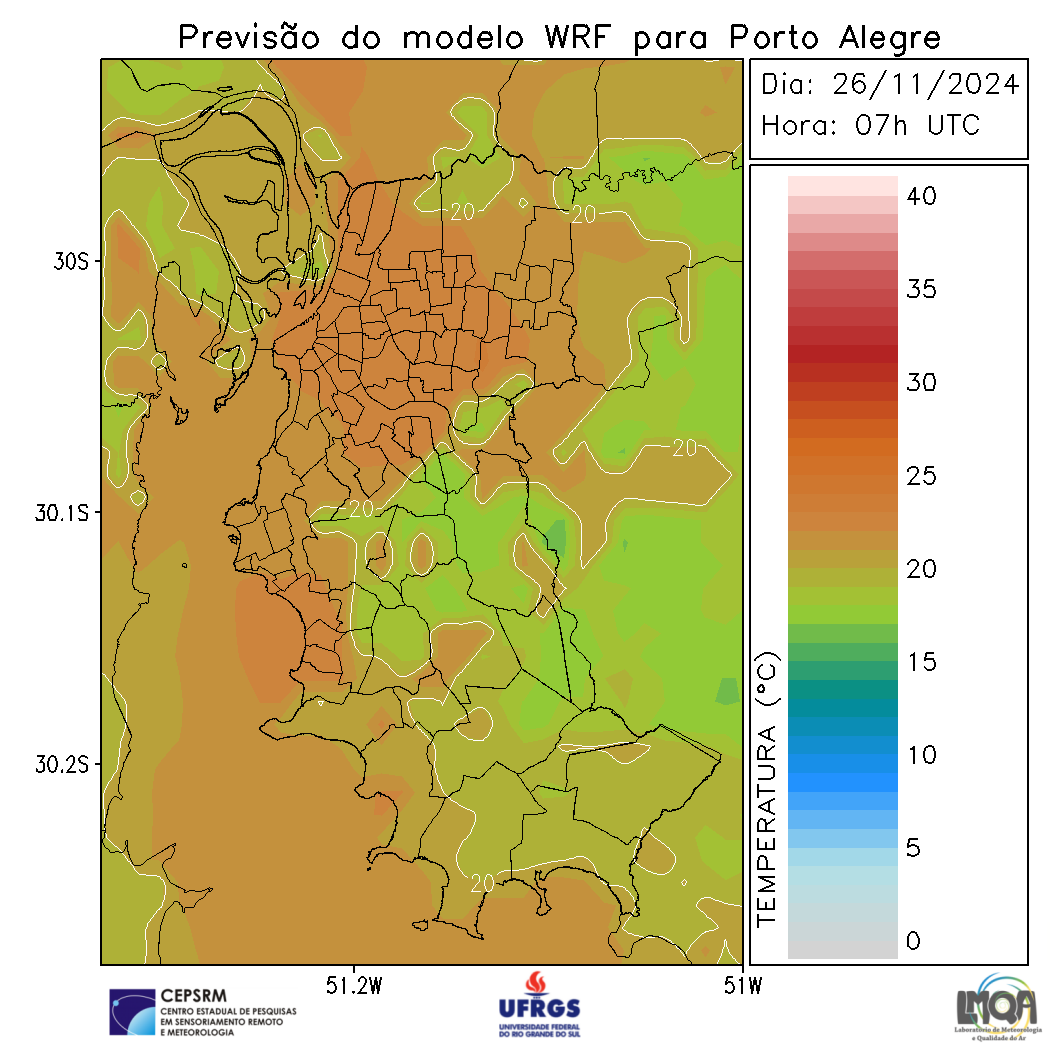 Previsão do modelo WRF para Porto Alegre
Dia: 26/11/2024
Hora: 07h UTC
30S
30.1S
30.2S
51.2W
51W
20
20
20
20
20
TEMPERATURA (°C)
40
35
30
25
20
15
10
5
0
CEPSRM
CENTRO ESTADUAL DE PESQUISAS
EM SENSORIAMENTO REMOTO
E METEOROLOGIA
UFRGS
UNIVERSIDADE FEDERAL
DO RIO GRANDE DO SUL
LMQA
Laboratório de Meteorologia
e Qualidade do Ar